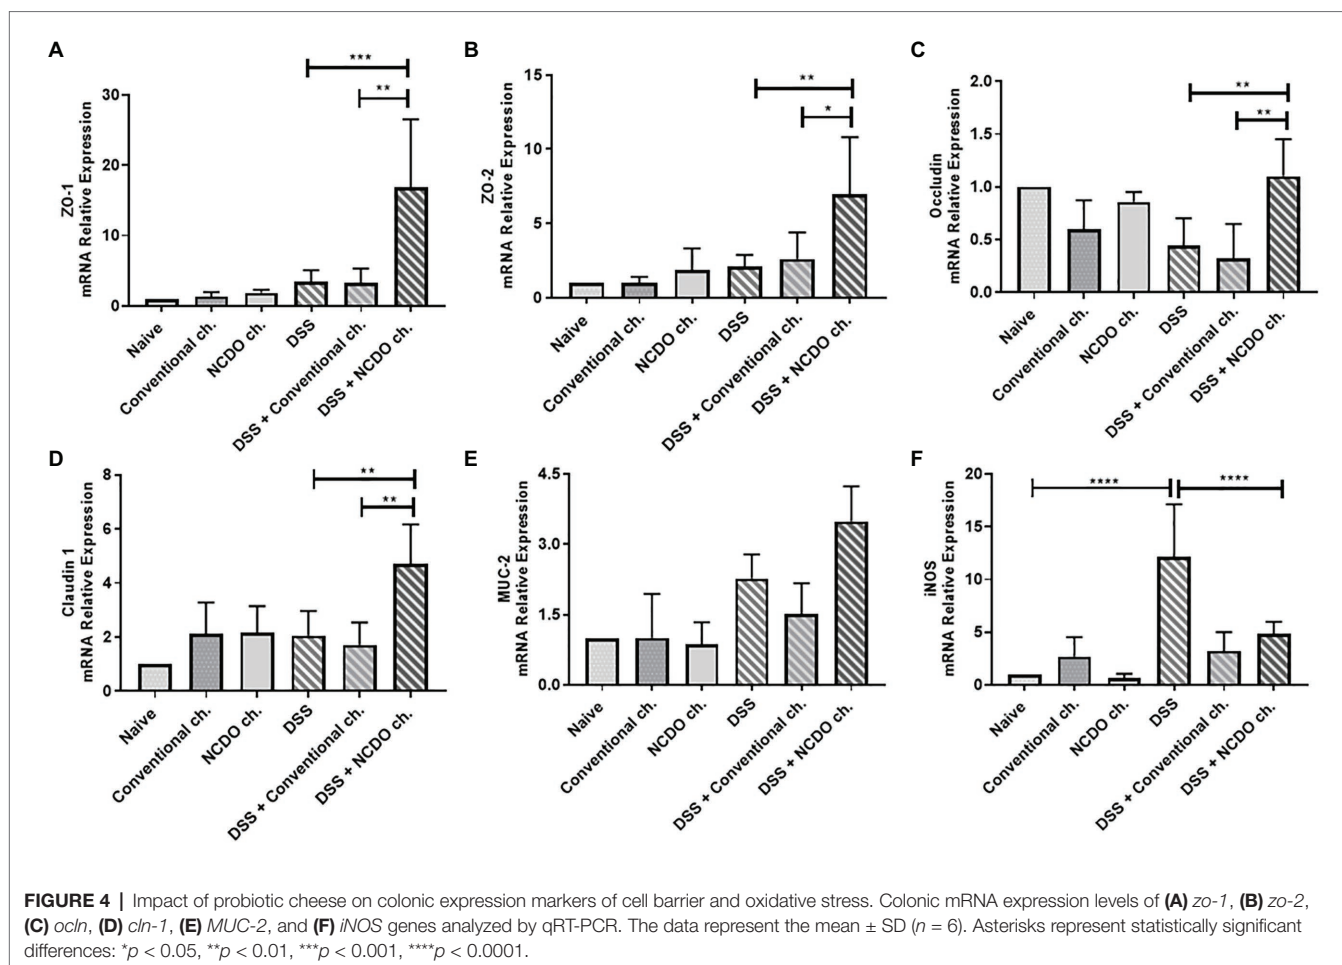 A
***
**
ZO-1
mRNA Relative Expression
30
20
10
0
Naive
Conventional ch.
NCDO ch.
DSS
DSS + Conventional ch.
DSS + NCDO ch.
B
**
*
ZO-2
mRNA Relative Expression
15
10
5
0
Naive
Conventional ch.
NCDO ch.
DSS
DSS + Conventional ch.
DSS + NCDO ch.
C
**
**
Occludin
mRNA Relative Expression
2.0
1.5
1.0
0.5
0.0
Naive
Conventional ch.
NCDO ch.
DSS
DSS + Conventional ch.
DSS + NCDO ch.
D
**
**
Claudin 1
mRNA Relative Expression
8
6
4
2
0
Naive
Conventional ch.
NCDO ch.
DSS
DSS + Conventional ch.
DSS + NCDO ch.
E
MUC-2
mRNA Relative Expression
4.5
3.0
1.5
0.0
Naive
Conventional ch.
NCDO ch.
DSS
DSS + Conventional ch.
DSS + NCDO ch.
F
****
****
iNOS
mRNA Relative Expression
20
15
10
5
0
Naive
Conventional ch.
NCDO ch.
DSS
DSS + Conventional ch.
DSS + NCDO ch.
FIGURE 4 | Impact of probiotic cheese on colonic expression markers of cell barrier and oxidative stress. Colonic mRNA expression levels of (A) zo-1, (B) zo-2,
(C) ocln, (D) cln-1, (E) MUC-2, and (F) iNOS genes analyzed by qRT-PCR. The data represent the mean ± SD (n = 6). Asterisks represent statistically significant
differences: *p < 0.05, **p < 0.01, ***p < 0.001, ****p < 0.0001.